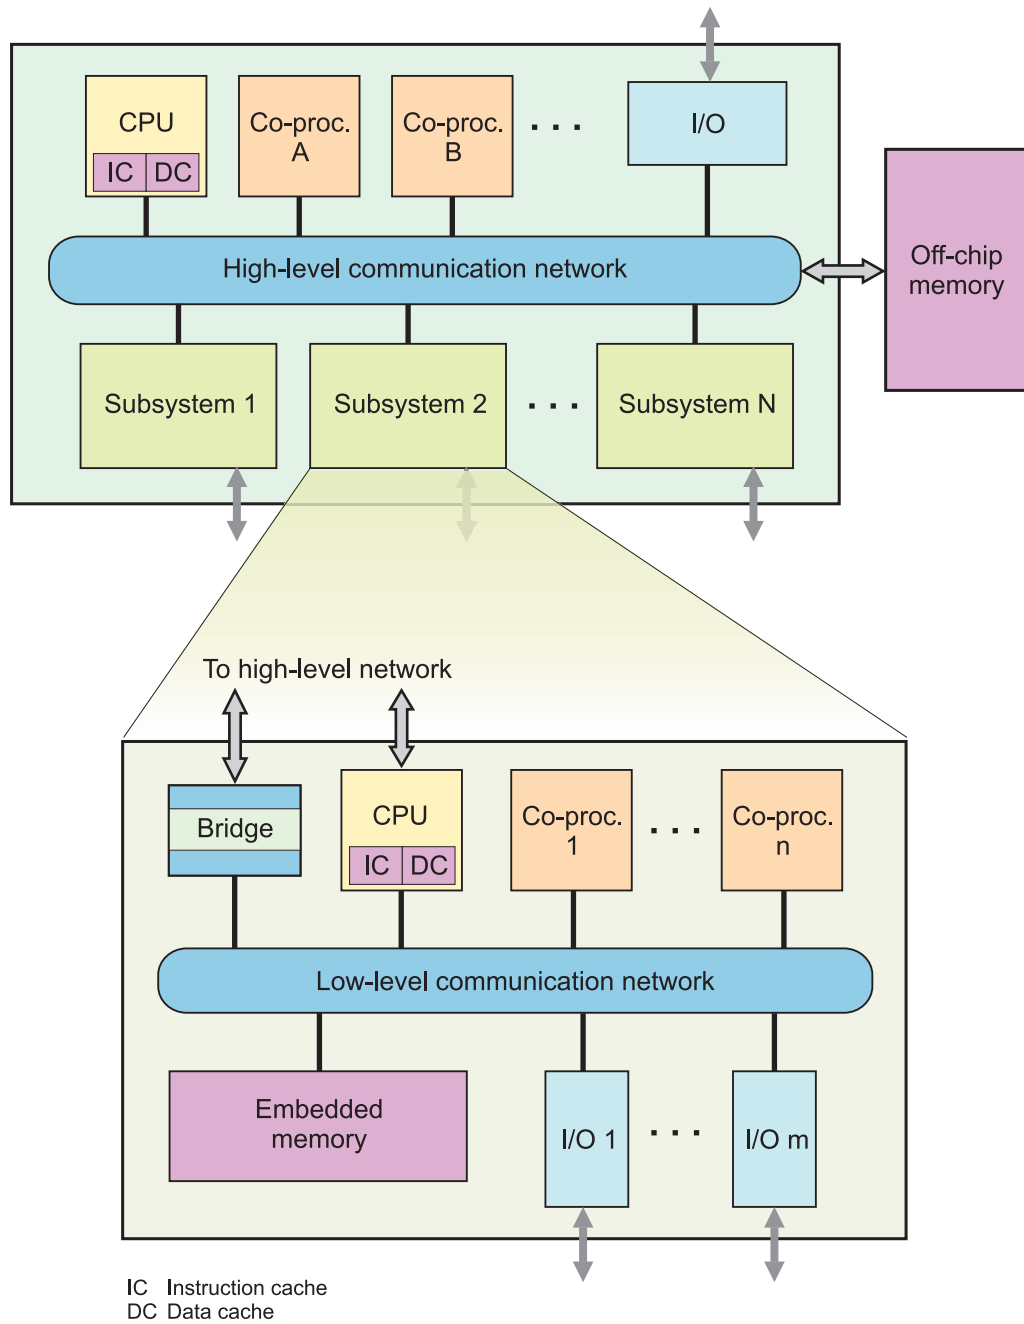 CPU
IC DC
Co-proc.
A
Co-proc.
B
. . .
I/O
High-level communication network
Off-chip
memory
Subsystem 1
Subsystem 2
. . .
Subsystem N
To high-level network
Bridge
CPU
IC DC
Co-proc.
1
. . .
Co-proc.
n
Low-level communication network
Embedded
memory
I/O 1
. . .
I/O m
IC Instruction cache
DC Data cache